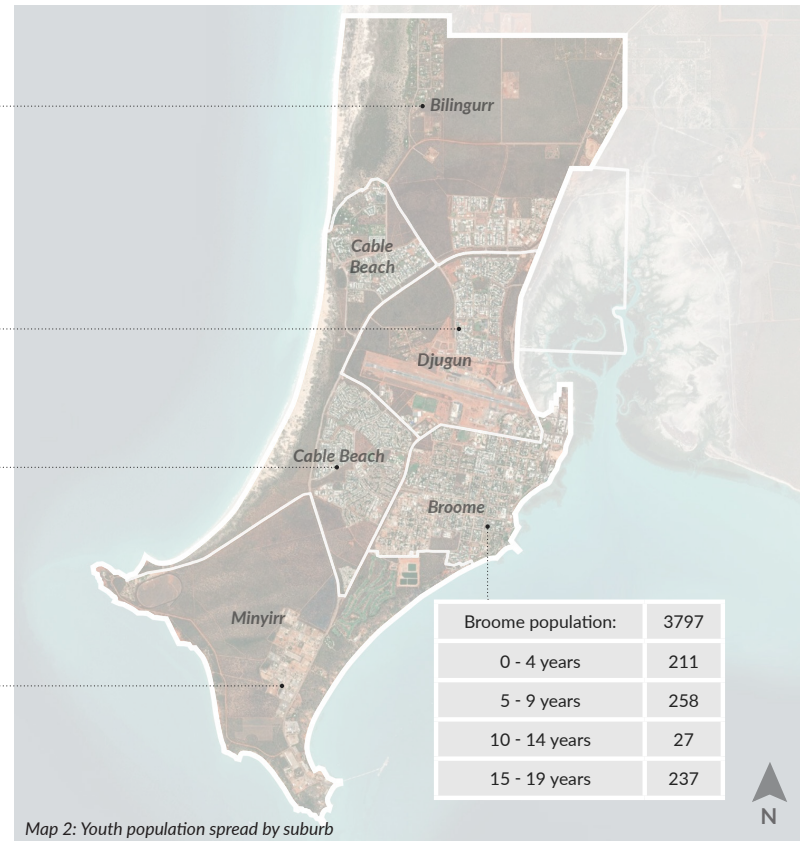 Bilingurr
Cable
Beach
Djugun
Cable Beach
Broome
Minyirr
Broome population: 3797
0 - 4 years 211
5 - 9 years 258
10 - 14 years 27
15 - 19 years 237
N
Map 2: Youth population spread by suburb